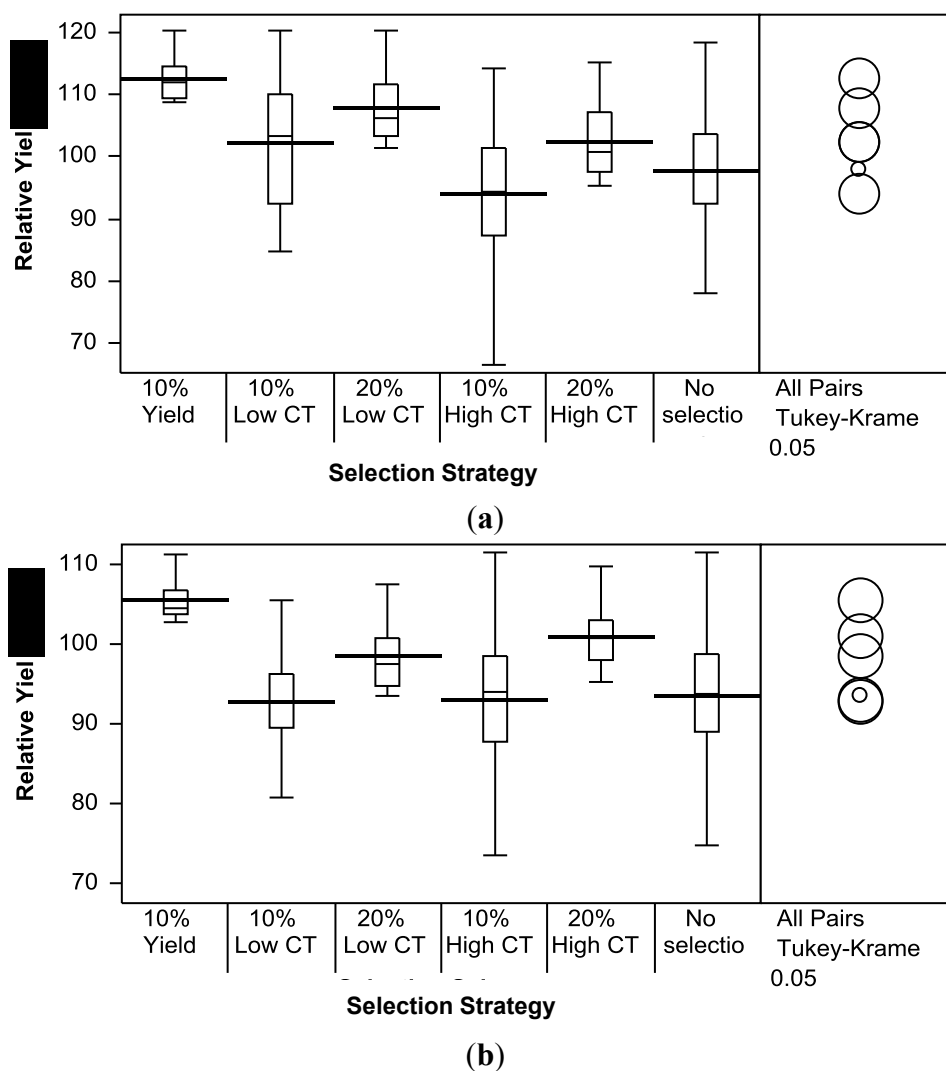 120
110
100
90
80
70
Relative Yiel
10% Yield
10% Low CT
20% Low CT
10% High CT
20% High CT
No selectio
All Pairs
Tukey-Krame
0.05
Selection Strategy
(a)
110
100
90
80
70
Relative Yiel
10% Yield
10% Low CT
20% Low CT
10% High CT
20% High CT
No selectio
All Pairs
Tukey-Krame
0.05
Selection Strategy
(b)